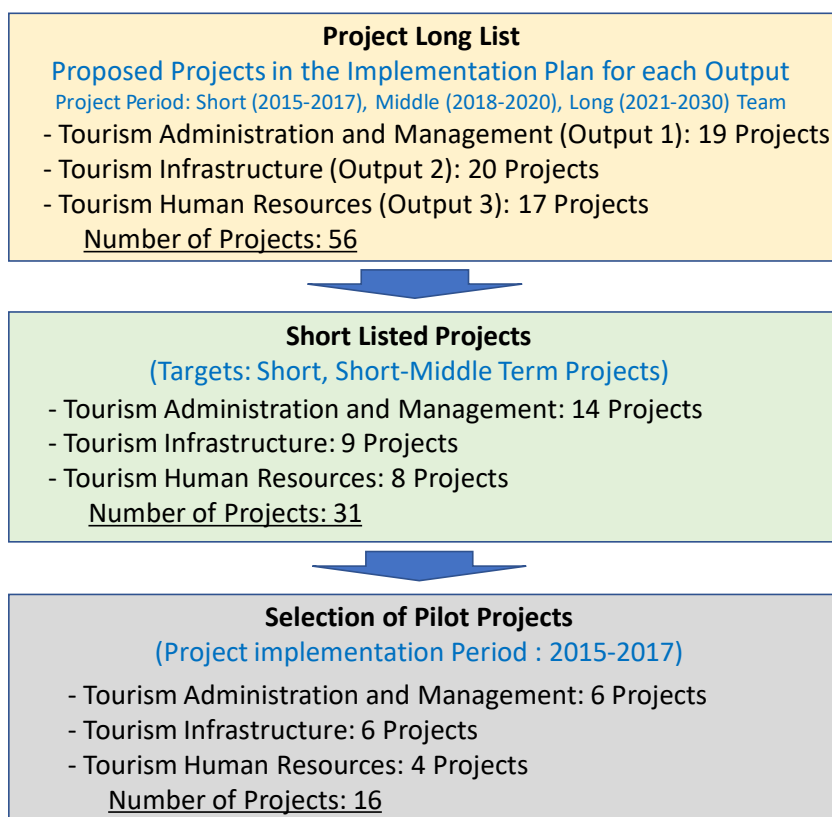 Project Long List
Proposed Projects in the Implementation Plan for each Output
Project Period: Short (2015-2017), Middle (2018-2020), Long (2021-2030) Team
- Tourism Administration and Management (Output 1): 19 Projects
- Tourism Infrastructure (Output 2): 20 Projects
- Tourism Human Resources (Output 3): 17 Projects
Number of Projects: 56
Short Listed Projects
(Targets: Short, Short-Middle Term Projects)
- Tourism Administration and Management: 14 Projects
- Tourism Infrastructure: 9 Projects
- Tourism Human Resources: 8 Projects
Number of Projects: 31
Selection of Pilot Projects
(Project implementation Period : 2015-2017)
- Tourism Administration and Management: 6 Projects
- Tourism Infrastructure: 6 Projects
- Tourism Human Resources: 4 Projects
Number of Projects: 16